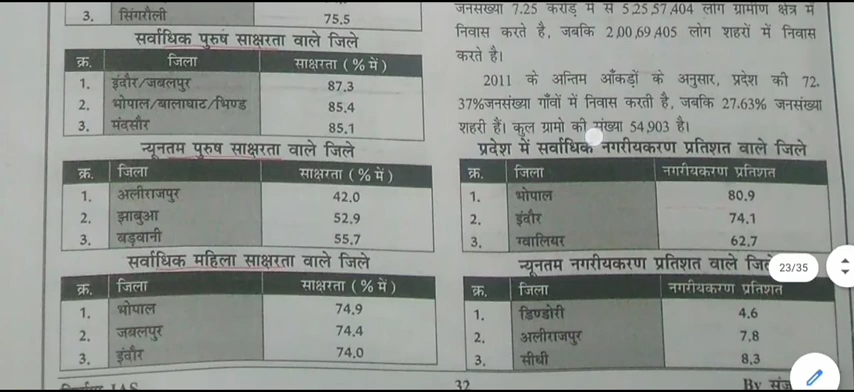 3. सिंगरौली 75.5
सर्वाधिक पुरुष साक्षरता वाले जिले
क्र. जिला साक्षरता ( % में )
1. इंदौर/जबलपुर 87.3
2. भोपाल/बालाघाट/भिण्ड 85.4
3. मंदसौर 85.1
न्यूनतम पुरुष साक्षरता वाले जिले
क्र. जिला साक्षरता ( % में )
1. अलीराजपुर 42.0
2. झाबुआ 52.9
3. बड़वानी 55.7
सर्वाधिक महिला साक्षरता वाले जिले
क्र. जिला साक्षरता ( % में )
1. भोपाल 74.9
2. जबलपुर 74.4
3. इंदौर 74.0
जनसंख्या 7.25 करोड़ में से 5,25,57,404 लोग ग्रामीण क्षेत्र में
निवास करते है, जबकि 2,00,69,405 लोग शहरों में निवास
करते है।
2011 के अन्तिम आँकड़ों के अनुसार, प्रदेश की 72.
37%जनसंख्या गाँवों में निवास करती है, जबकि 27.63% जनसंख्या
शहरी हैं। कुल ग्रामो की संख्या 54,903 है।
प्रदेश में सर्वाधिक नगरीयकरण प्रतिशत वाले जिले
क्र. जिला नगरीयकरण प्रतिशत
1. भोपाल 80.9
2. इंदौर 74.1
3. ग्वालियर 62.7
न्यूनतम नगरीयकरण प्रतिशत वाले
23/35
क्र. जिला नगरीयकरण प्रतिशत
1. डिण्डोरी 4.6
2. अलीराजपुर 7.8
3. सीधी 8.3
IAS 32 By